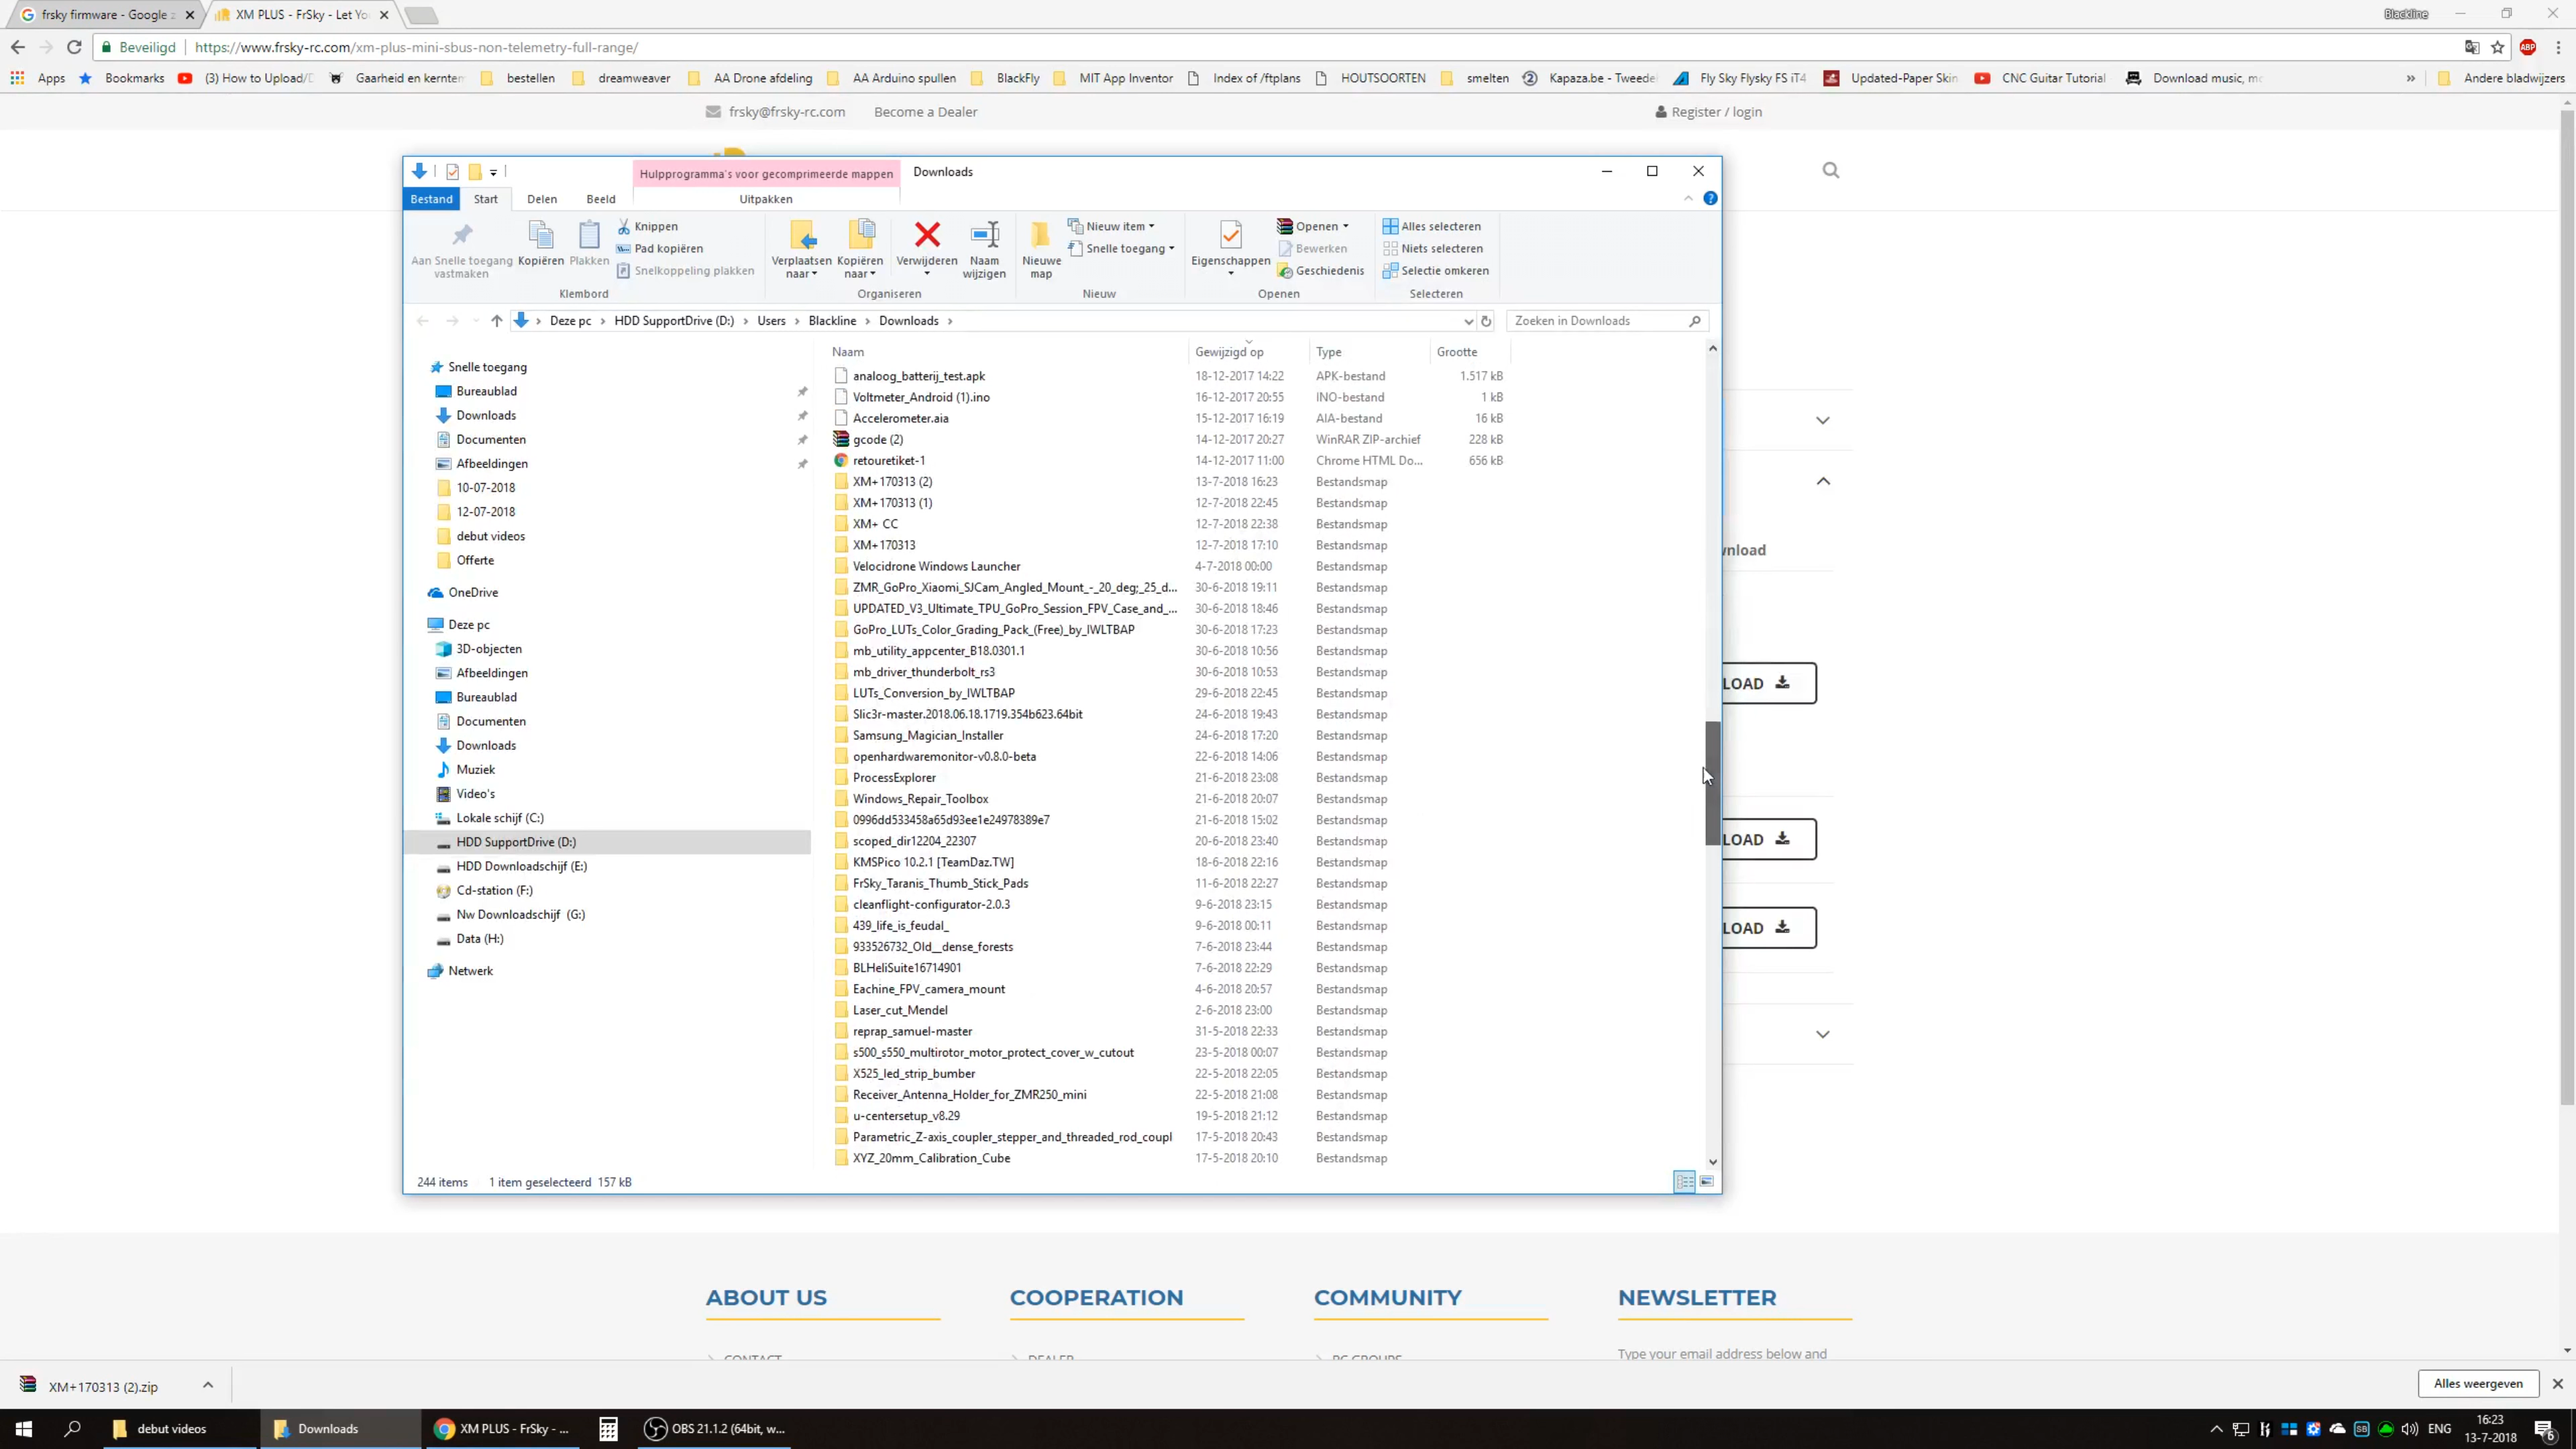 frsky firmware - Google z
XM PLUS - FrSky - Let Yo
Blackline
Beveiligd
https://www.frsky-rc.com/xm-plus-mini-sbus-non-telemetry-full-range/
ABP
Apps
Bookmarks
(3) How to Upload/D
Gaarheid en kerntem
bestellen
dreamweaver
AA Drone afdeling
AA Arduino spullen
BlackFly
MIT App Inventor
Index of /ftplans
HOUTSOORTEN
smelten
Kapaza.be - Tweede
Fly Sky Flysky FS iT4
Updated-Paper Skin
CNC Guitar Tutorial
Download music, mo
»
Andere bladwijzers
frsky@frsky-rc.com
Become a Dealer
Register / login
Hulpprogramma's voor gecomprimeerde mappen
Downloads
Bestand
Start
Delen
Beeld
Uitpakken
Aan Snelle toegang vastmaken
Kopiëren
Plakken
Knippen
Pad kopiëren
Snelkoppeling plakken
Klembord
Verplaatsen naar
Kopiëren naar
Verwijderen
Naam wijzigen
Organiseren
Nieuwe map
Nieuw item
Snelle toegang
Nieuw
Eigenschappen
Openen
Bewerken
Geschiedenis
Openen
Alles selecteren
Niets selecteren
Selectie omkeren
Selecteren
Deze pc > HDD SupportDrive (D:) > Users > Blackline > Downloads >
Zoeken in Downloads
Snelle toegang
Bureaublad
Downloads
Documenten
Afbeeldingen
10-07-2018
12-07-2018
debut videos
Offerte
OneDrive
Deze pc
3D-objecten
Afbeeldingen
Bureaublad
Documenten
Downloads
Muziek
Video's
Lokale schijf (C:)
HDD SupportDrive (D:)
HDD Downloadschijf (E:)
Cd-station (F:)
Nw Downloadschijf (G:)
Data (H:)
Netwerk
Naam Gewijzigd op Type Grootte
analoog_batterij_test.apk 18-12-2017 14:22 APK-bestand 1.517 kB
Voltmeter_Android (1).ino 16-12-2017 20:55 INO-bestand 1 kB
Accelerometer.aia 15-12-2017 16:19 AIA-bestand 16 kB
gcode (2) 14-12-2017 20:27 WinRAR ZIP-archief 228 kB
retouretiket-1 14-12-2017 11:00 Chrome HTML Do... 656 kB
XM+170313 (2) 13-7-2018 16:23 Bestandsmap
XM+170313 (1) 12-7-2018 22:45 Bestandsmap
XM+ CC 12-7-2018 22:38 Bestandsmap
XM+170313 12-7-2018 17:10 Bestandsmap
Velocidrone Windows Launcher 4-7-2018 00:00 Bestandsmap
ZMR_GoPro_Xiaomi_SJCam_Angled_Mount_-_20_deg;_25_d... 30-6-2018 19:11 Bestandsmap
UPDATED_V3_Ultimate_TPU_GoPro_Session_FPV_Case_and_... 30-6-2018 18:46 Bestandsmap
GoPro_LUTs_Color_Grading_Pack_(Free)_by_IWLTBAP 30-6-2018 17:23 Bestandsmap
mb_utility_appcenter_B18.0301.1 30-6-2018 10:56 Bestandsmap
mb_driver_thunderbolt_rs3 30-6-2018 10:53 Bestandsmap
LUTs_Conversion_by_IWLTBAP 29-6-2018 22:45 Bestandsmap
Slic3r-master.2018.06.18.1719.354b623.64bit 24-6-2018 19:43 Bestandsmap
Samsung_Magician_Installer 24-6-2018 17:20 Bestandsmap
openhardwaremonitor-v0.8.0-beta 22-6-2018 14:06 Bestandsmap
ProcessExplorer 21-6-2018 23:08 Bestandsmap
Windows_Repair_Toolbox 21-6-2018 20:07 Bestandsmap
0996dd533458a65d93ee1e24978389e7 21-6-2018 15:02 Bestandsmap
scoped_dir12204_22307 20-6-2018 23:40 Bestandsmap
KMSPico 10.2.1 [TeamDaz.TW] 18-6-2018 22:16 Bestandsmap
FrSky_Taranis_Thumb_Stick_Pads 11-6-2018 22:27 Bestandsmap
cleanflight-configurator-2.0.3 9-6-2018 23:15 Bestandsmap
439_life_is_feudal_ 9-6-2018 00:11 Bestandsmap
933526732_Old__dense_forests 7-6-2018 23:44 Bestandsmap
BLHeliSuite16714901 7-6-2018 22:29 Bestandsmap
Eachine_FPV_camera_mount 4-6-2018 20:57 Bestandsmap
Laser_cut_Mendel 2-6-2018 23:00 Bestandsmap
reprap_samuel-master 31-5-2018 22:33 Bestandsmap
s500_s550_multirotor_motor_protect_cover_w_cutout 23-5-2018 00:07 Bestandsmap
X525_led_strip_bumber 22-5-2018 22:05 Bestandsmap
Receiver_Antenna_Holder_for_ZMR250_mini 22-5-2018 21:08 Bestandsmap
u-centersetup_v8.29 19-5-2018 21:12 Bestandsmap
Parametric_Z-axis_coupler_stepper_and_threaded_rod_coupl 17-5-2018 20:43 Bestandsmap
XYZ_20mm_Calibration_Cube 17-5-2018 20:10 Bestandsmap
244 items 1 item geselecteerd 157 kB
wnload
LOAD
LOAD
LOAD
ABOUT US
COOPERATION
COMMUNITY
NEWSLETTER
CONTACT
DEALER
RC GROUPS
Type your email address below and
XM+170313 (2).zip
Alles weergeven
debut videos
Downloads
XM PLUS - FrSky - ...
OBS 21.1.2 (64bit, w...
ENG
16:23
13-7-2018
6